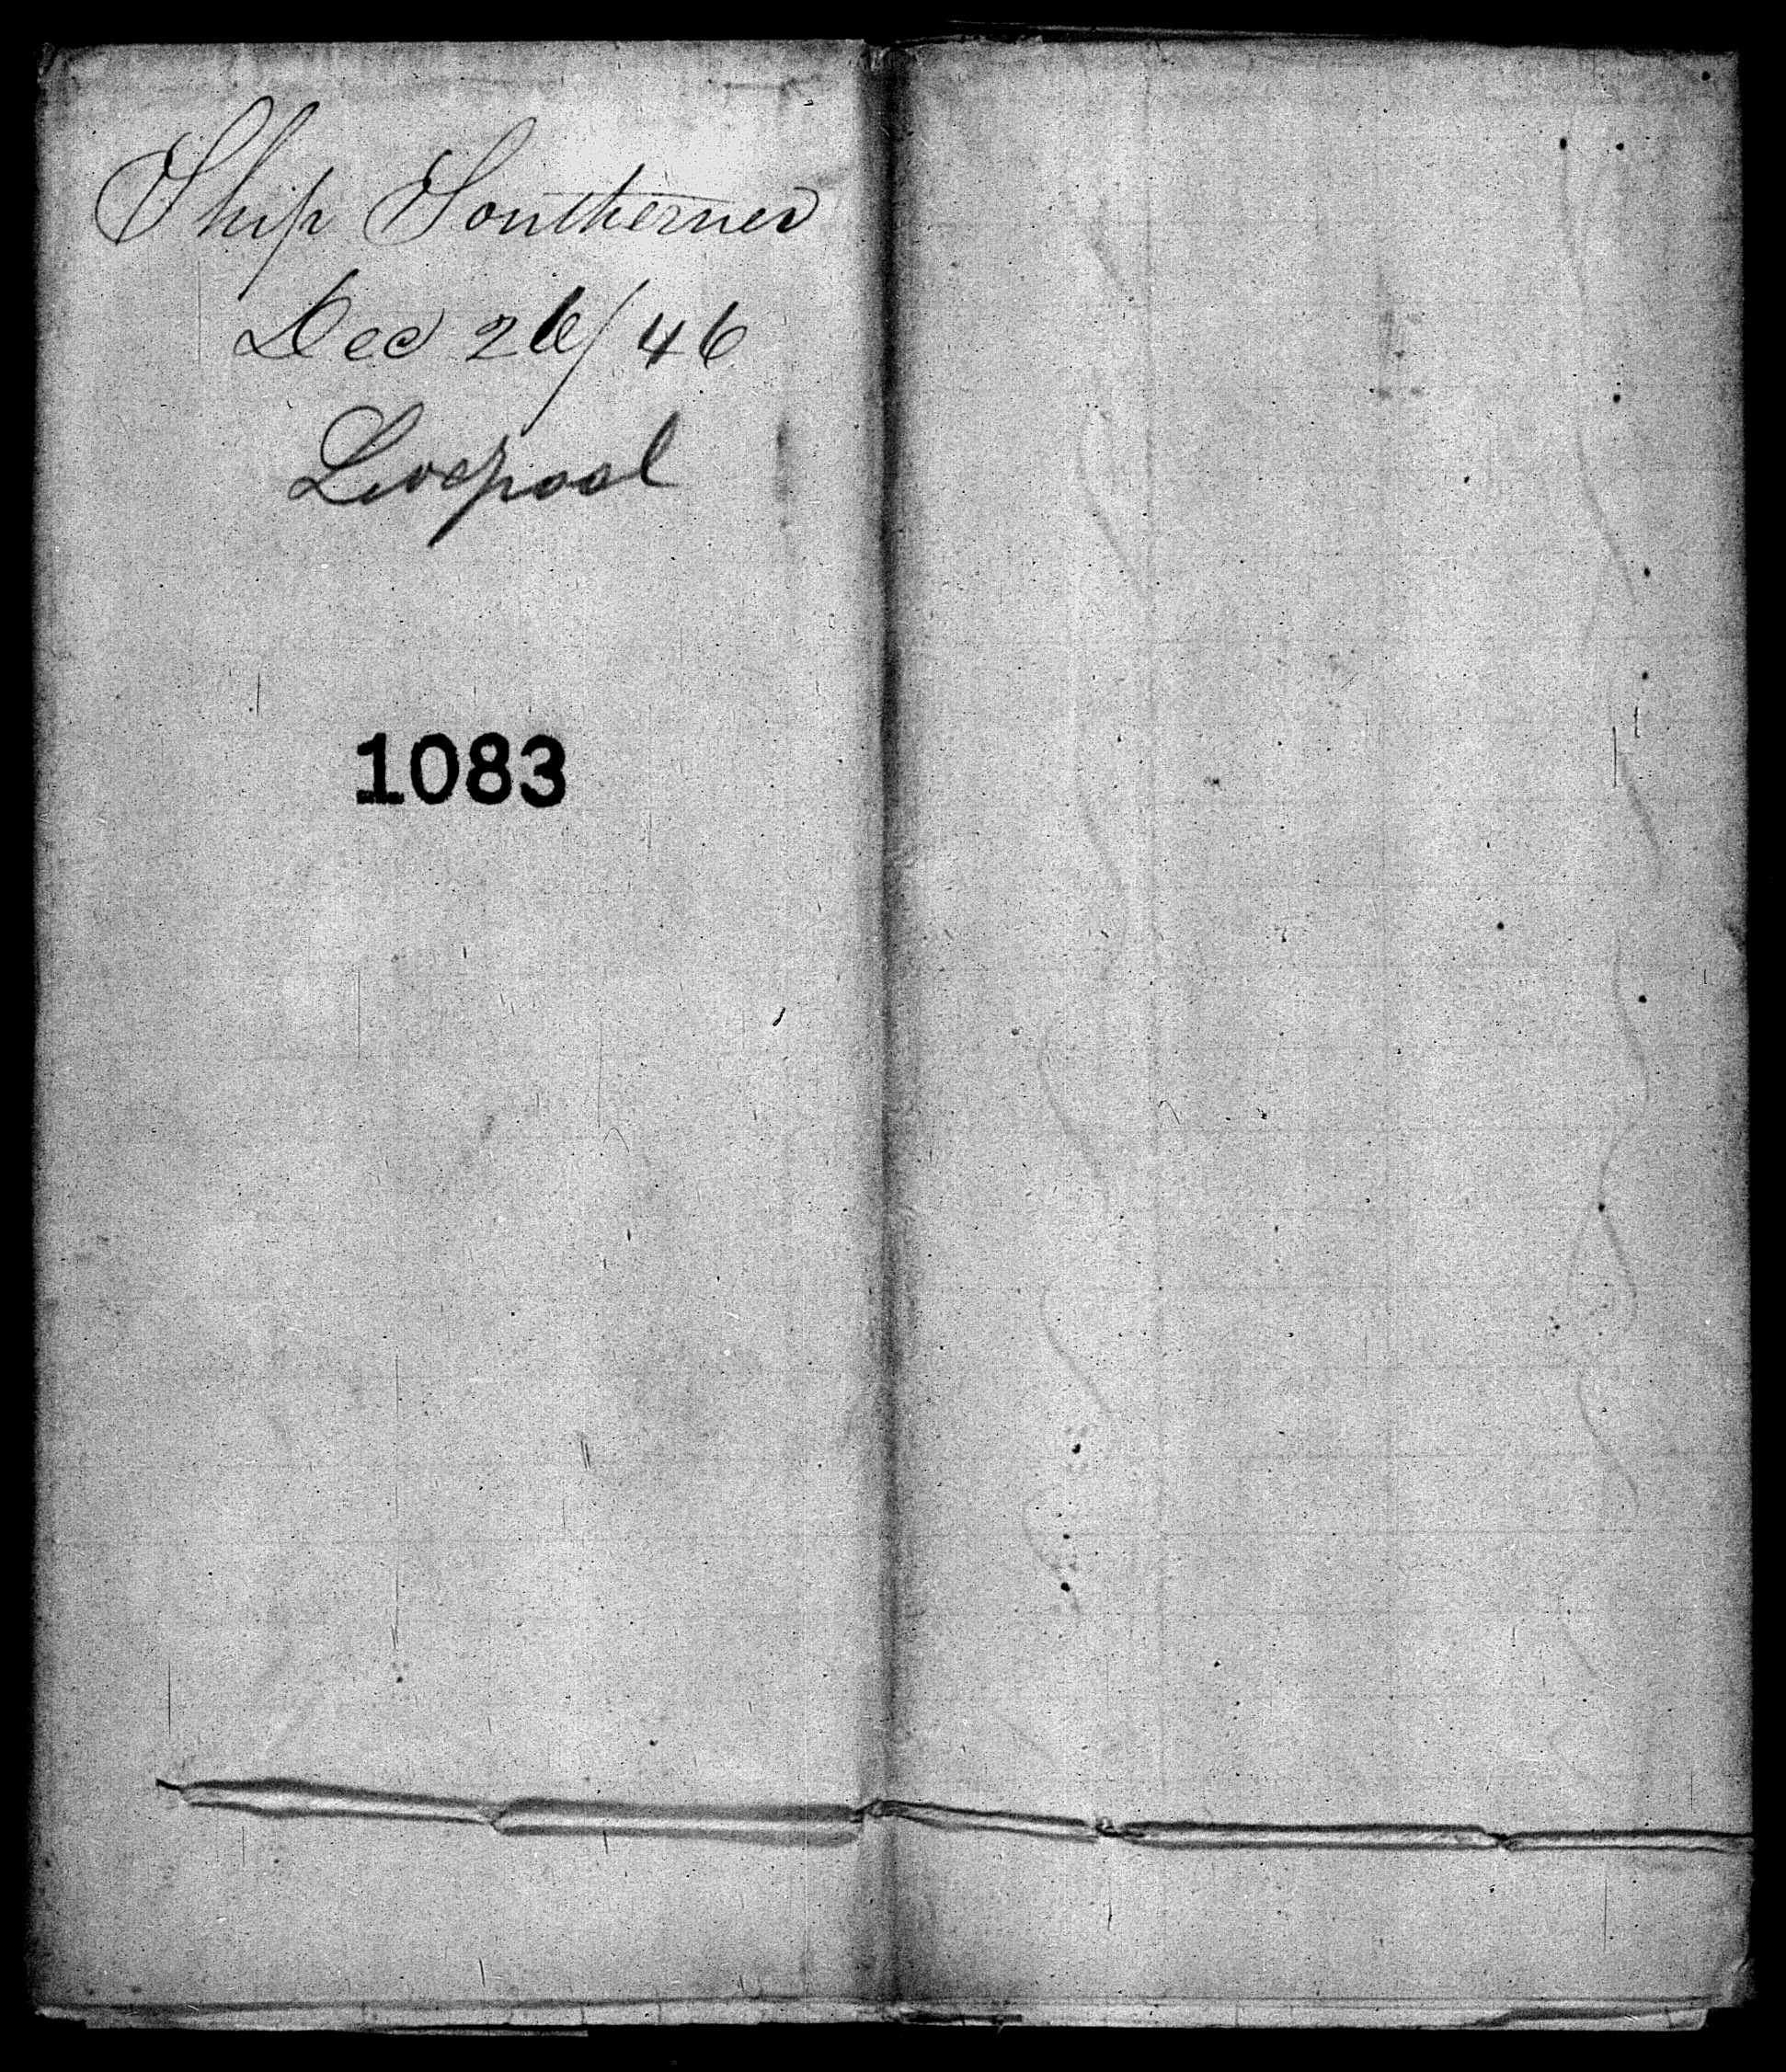 Ship Southerner
Dec 26/46
Liverpool
1083